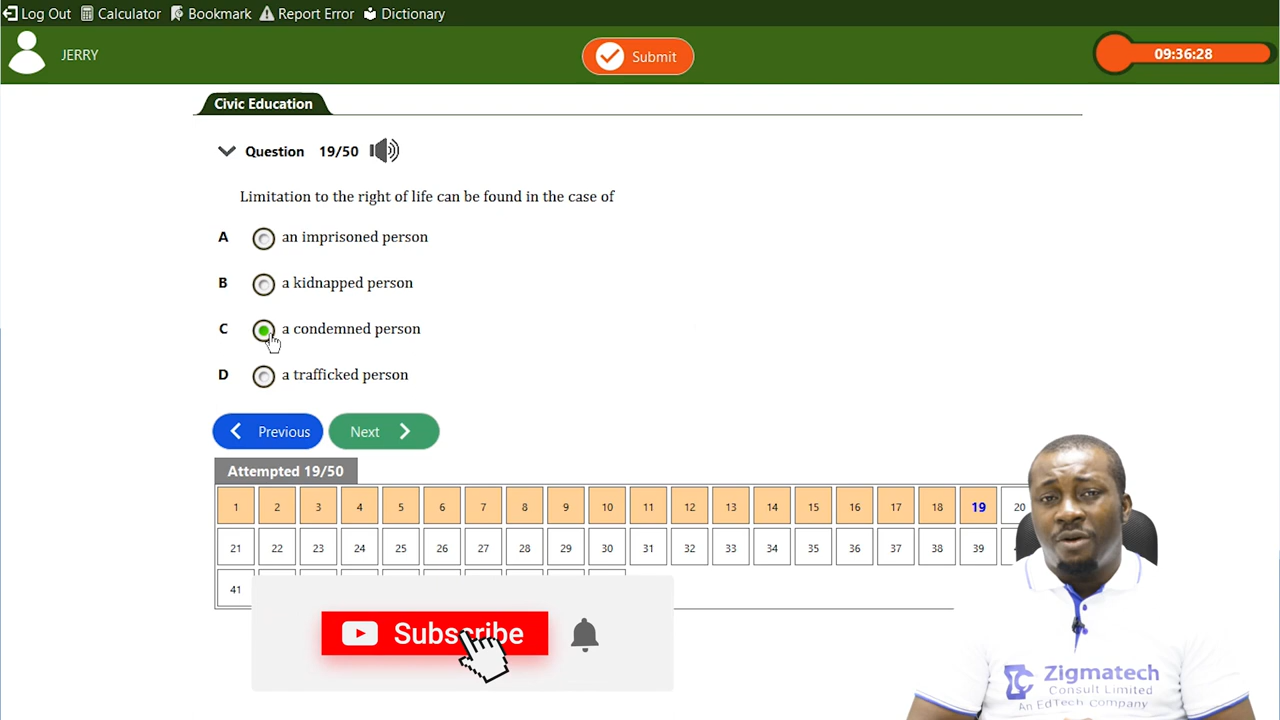 Log Out Calculator Bookmark Report Error Dictionary
JERRY
Submit
09:36:28
Civic Education
Question 19/50
Limitation to the right of life can be found in the case of
A an imprisoned person
B a kidnapped person
C a condemned person
D a trafficked person
Previous
Next
Attempted 19/50
1 2 3 4 5 6 7 8 9 10 11 12 13 14 15 16 17 18 19 20
21 22 23 24 25 26 27 28 29 30 31 32 33 34 35 36 37 38 39
41
Subscribe
Zigmatech
Consult Limited
An EdTech Company